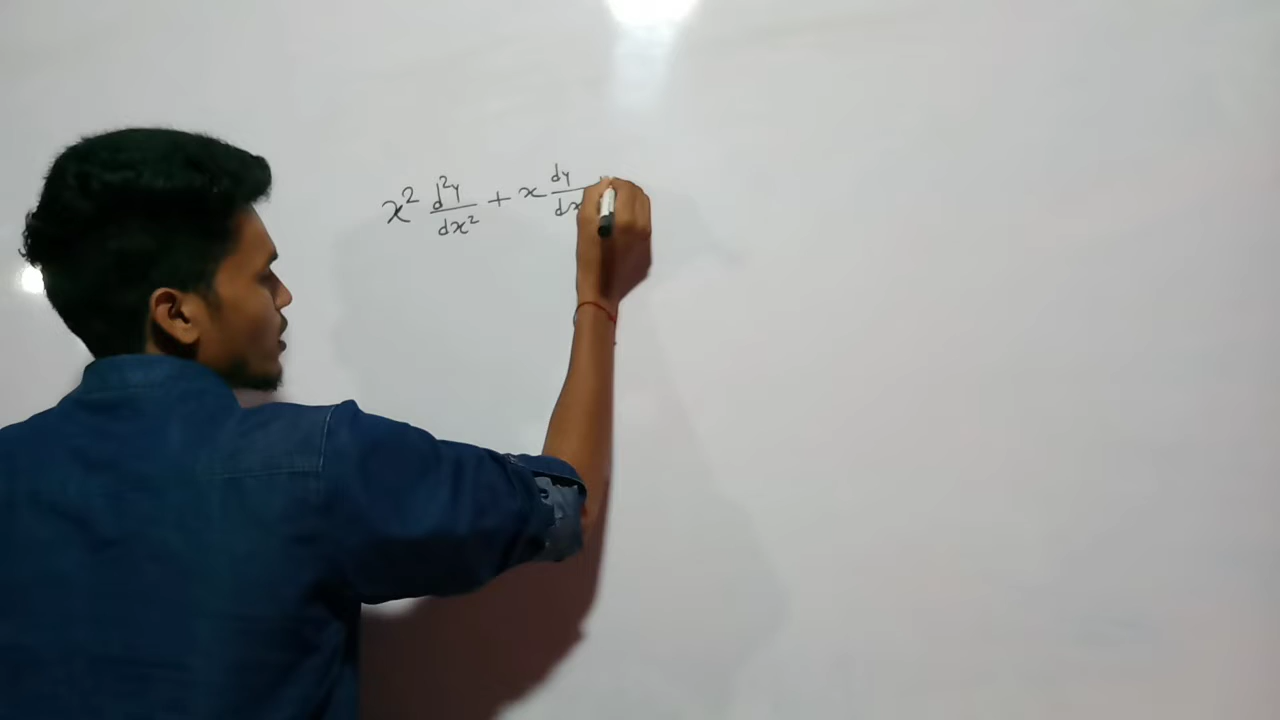 x² d²y/dx² + x dy/dx